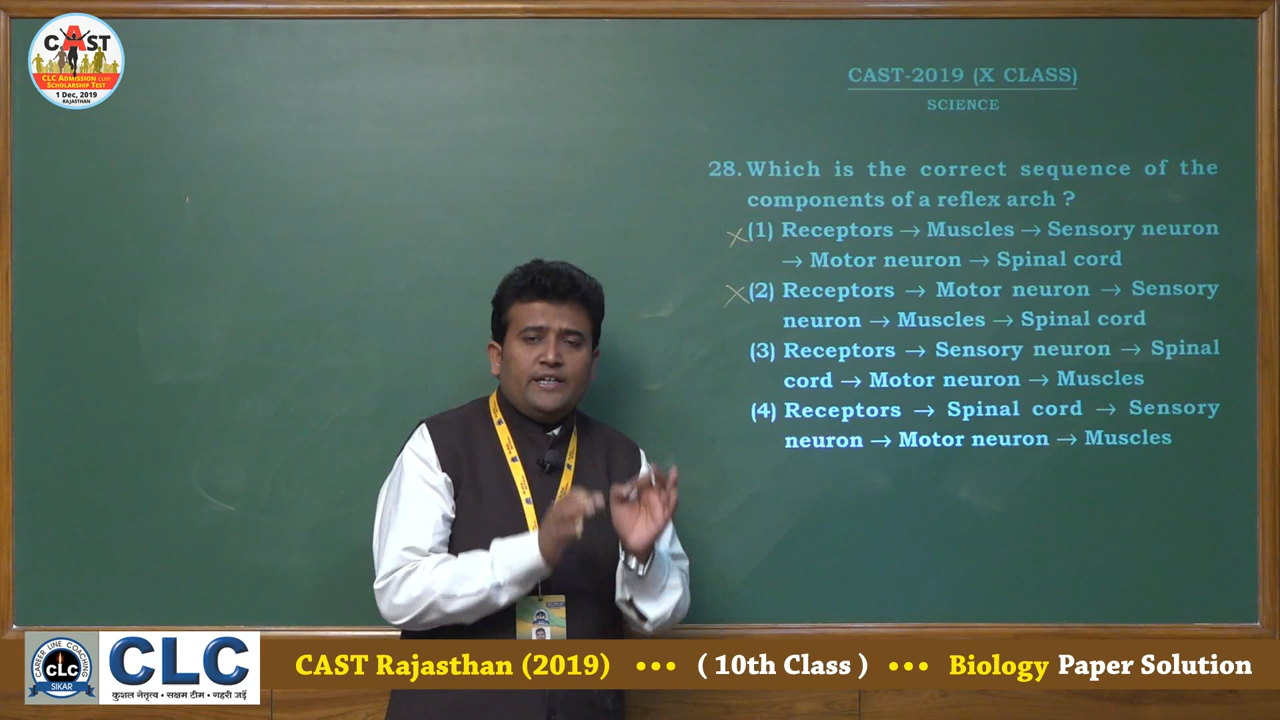 CAST
CLC ADMISSION cum
SCHOLARSHIP TEST
1 Dec, 2019
RAJASTHAN
CAST-2019 (X CLASS)
SCIENCE
28. Which is the correct sequence of the
components of a reflex arch ?
(1) Receptors → Muscles → Sensory neuron
→ Motor neuron → Spinal cord
(2) Receptors → Motor neuron → Sensory
neuron → Muscles → Spinal cord
(3) Receptors → Sensory neuron → Spinal
cord → Motor neuron → Muscles
(4) Receptors → Spinal cord → Sensory
neuron → Motor neuron → Muscles
CAREER LINE COACHING
CLC
SIKAR
CLC
कुशल नेतृत्व • सक्षम टीम • गहरी जड़ें
CAST Rajasthan (2019) ••• ( 10th Class ) ••• Biology Paper Solution